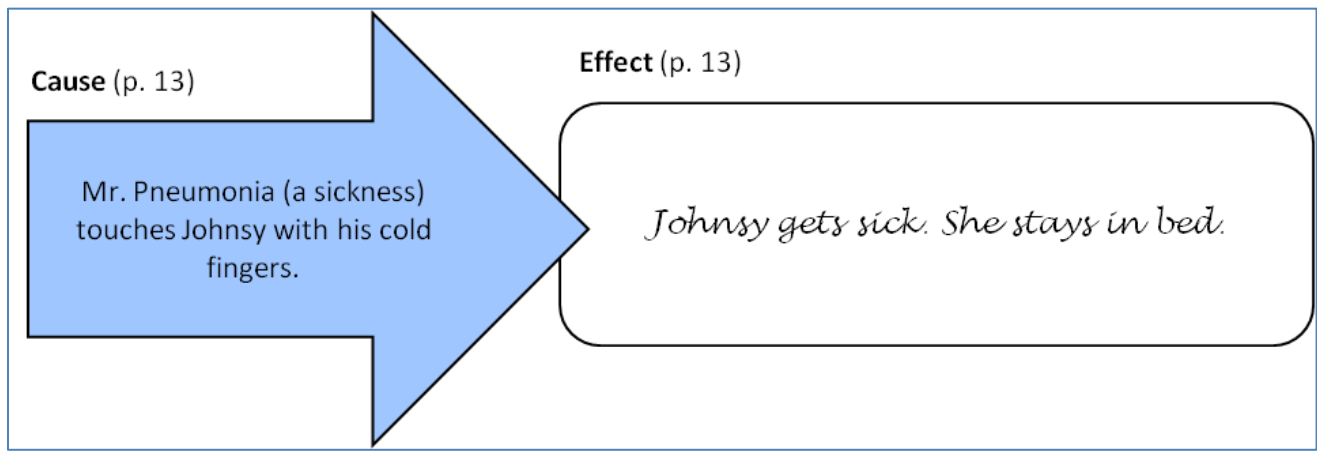 Cause (p. 13)
Mr. Pneumonia (a sickness)
touches Johnsy with his cold
fingers.
Effect (p. 13)
Johnsy gets sick. She stays in bed.